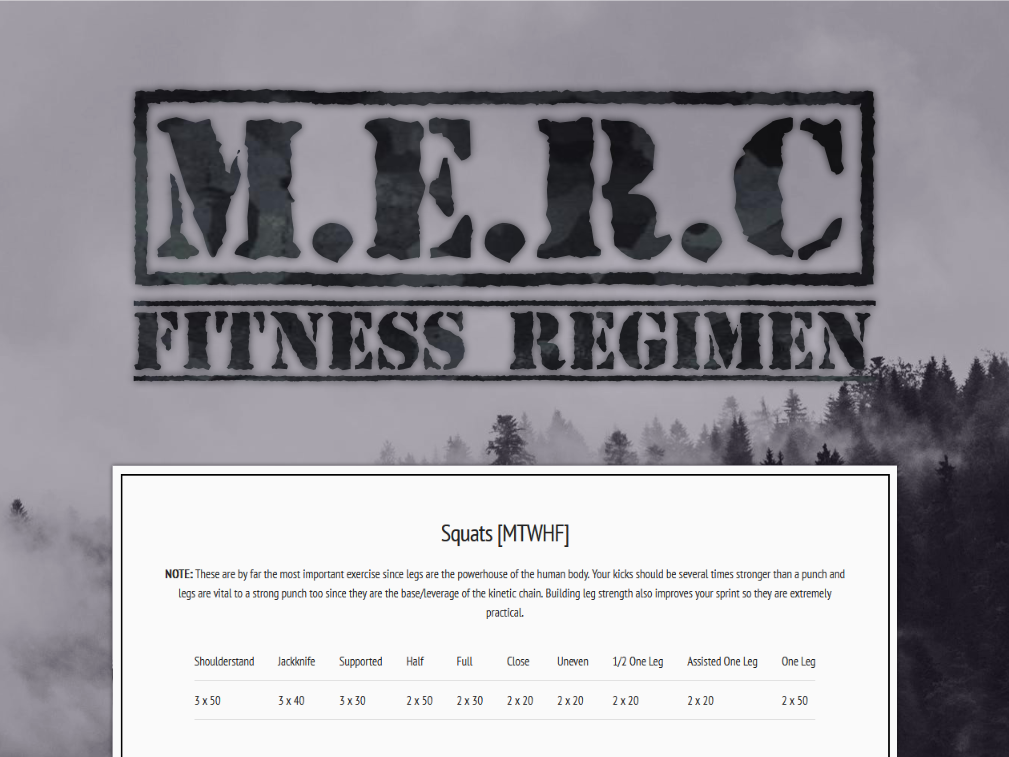 M.E.R.C
FITNESS REGIMEN
Squats [MTWHF]
NOTE: These are by far the most important exercise since legs are the powerhouse of the human body. Your kicks should be several times stronger than a punch and
legs are vital to a strong punch too since they are the base/leverage of the kinetic chain. Building leg strength also improves your sprint so they are extremely
practical.
Shoulderstand Jackknife Supported Half Full Close Uneven 1/2 One Leg Assisted One Leg One Leg
3 x 50 3 x 40 3 x 30 2 x 50 2 x 30 2 x 20 2 x 20 2 x 20 2 x 20 2 x 50